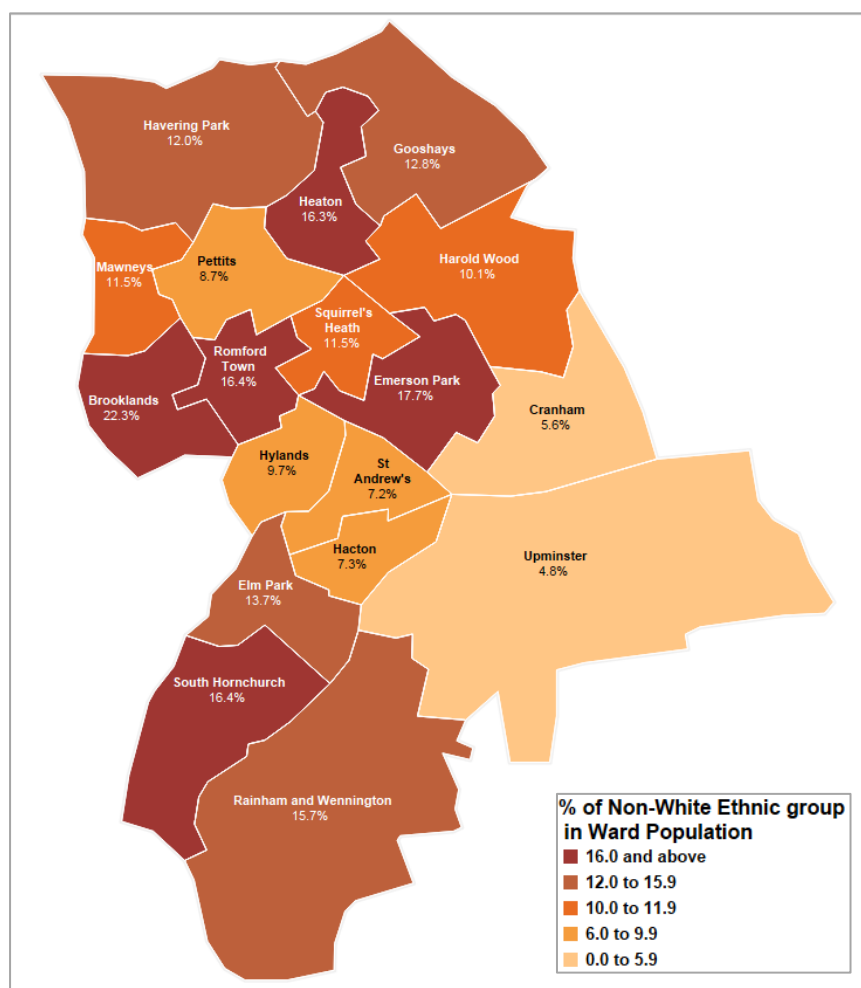 Havering Park
12.0%
Gooshays
12.8%
Heaton
16.3%
Mawneys
11.5%
Pettits
8.7%
Harold Wood
10.1%
Squirrel's
Heath
11.5%
Romford
Town
16.4%
Emerson Park
17.7%
Brooklands
22.3%
Cranham
5.6%
Hylands
9.7%
St
Andrew's
7.2%
Hacton
7.3%
Upminster
4.8%
Elm Park
13.7%
South Hornchurch
16.4%
Rainham and Wennington
15.7%
% of Non-White Ethnic group
in Ward Population
16.0 and above
12.0 to 15.9
10.0 to 11.9
6.0 to 9.9
0.0 to 5.9